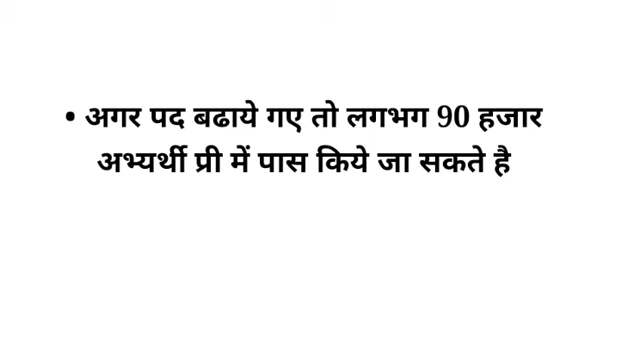 • अगर पद बढाये गए तो लगभग 90 हजार
अभ्यर्थी प्री में पास किये जा सकते है